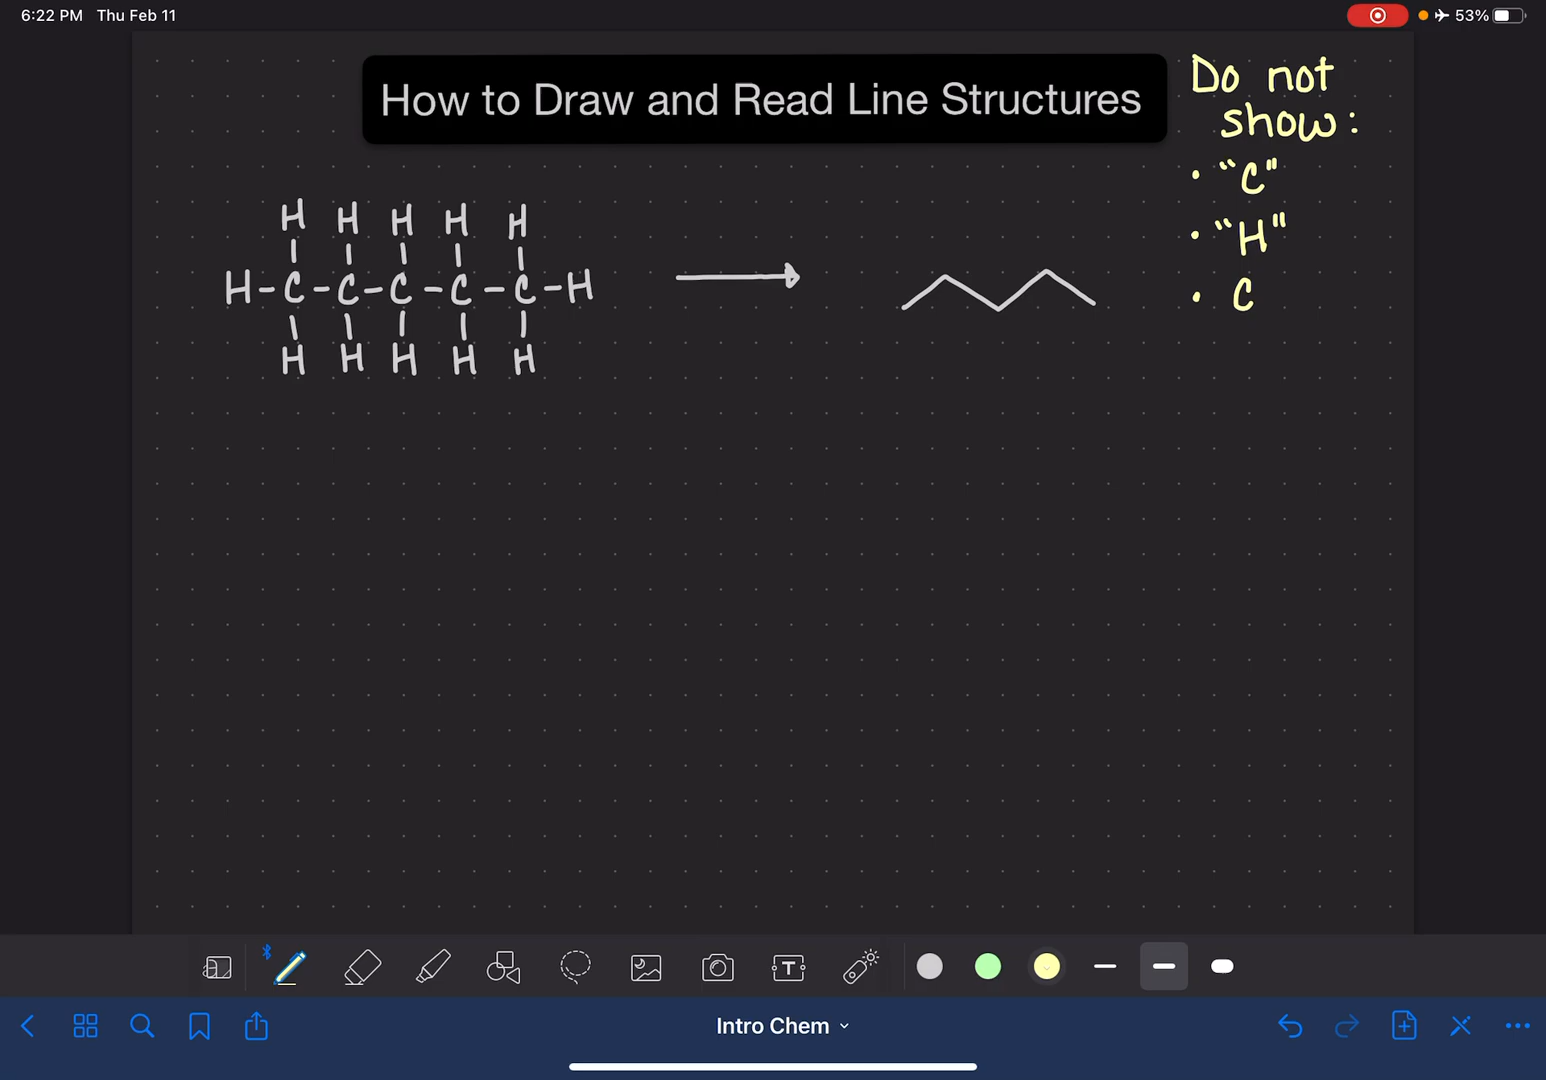 6:22 PM Thu Feb 11
53%
How to Draw and Read Line Structures
Do not
show:
• "C"
• "H"
• C
H H H H H
H-C-C-C-C-C-H
H H H H H
T
Intro Chem